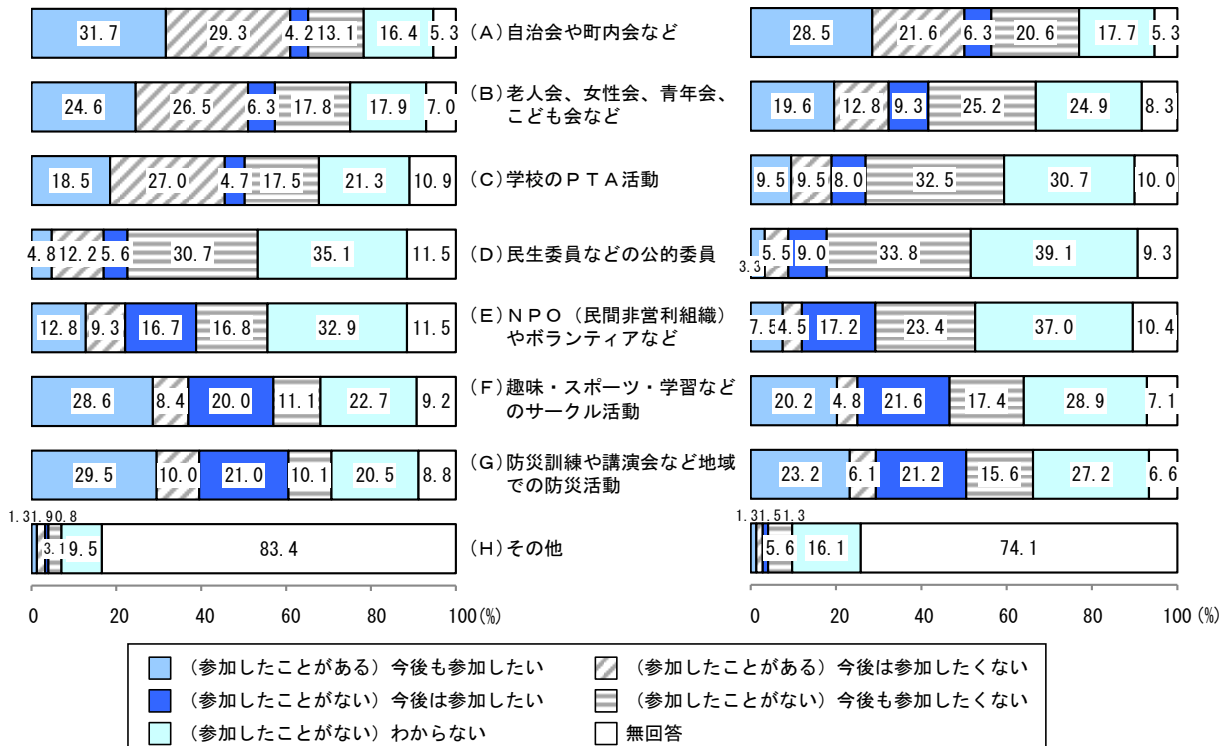 31.7 29.3 4.2 13.1 16.4 5.3 (A)自治会や町内会など 28.5 21.6 6.3 20.6 17.7 5.3
24.6 26.5 6.3 17.8 17.9 7.0 (B)老人会、女性会、青年会、 19.6 12.8 9.3 25.2 24.9 8.3
こども会など
18.5 27.0 4.7 17.5 21.3 10.9 (C)学校のPTA活動 9.5 9.5 8.0 32.5 30.7 10.0
4.8 12.2 5.6 30.7 35.1 11.5 (D)民生委員などの公的委員 3.3 5.5 9.0 33.8 39.1 9.3
12.8 9.3 16.7 16.8 32.9 11.5 (E)NPO(民間非営利組織) 7.5 4.5 17.2 23.4 37.0 10.4
やボランティアなど
28.6 8.4 20.0 11.1 22.7 9.2 (F)趣味・スポーツ・学習など 20.2 4.8 21.6 17.4 28.9 7.1
のサークル活動
29.5 10.0 21.0 10.1 20.5 8.8 (G)防災訓練や講演会など地域 23.2 6.1 21.2 15.6 27.2 6.6
での防災活動
1.3 1.9 0.8 3.1 9.5 83.4 (H)その他 1.3 1.5 1.3 5.6 16.1 74.1
0 20 40 60 80 100(%) 0 20 40 60 80 100(%)
(参加したことがある)今後も参加したい (参加したことがある)今後は参加したくない
(参加したことがない)今後は参加したい (参加したことがない)今後も参加したくない
(参加したことがない)わからない 無回答